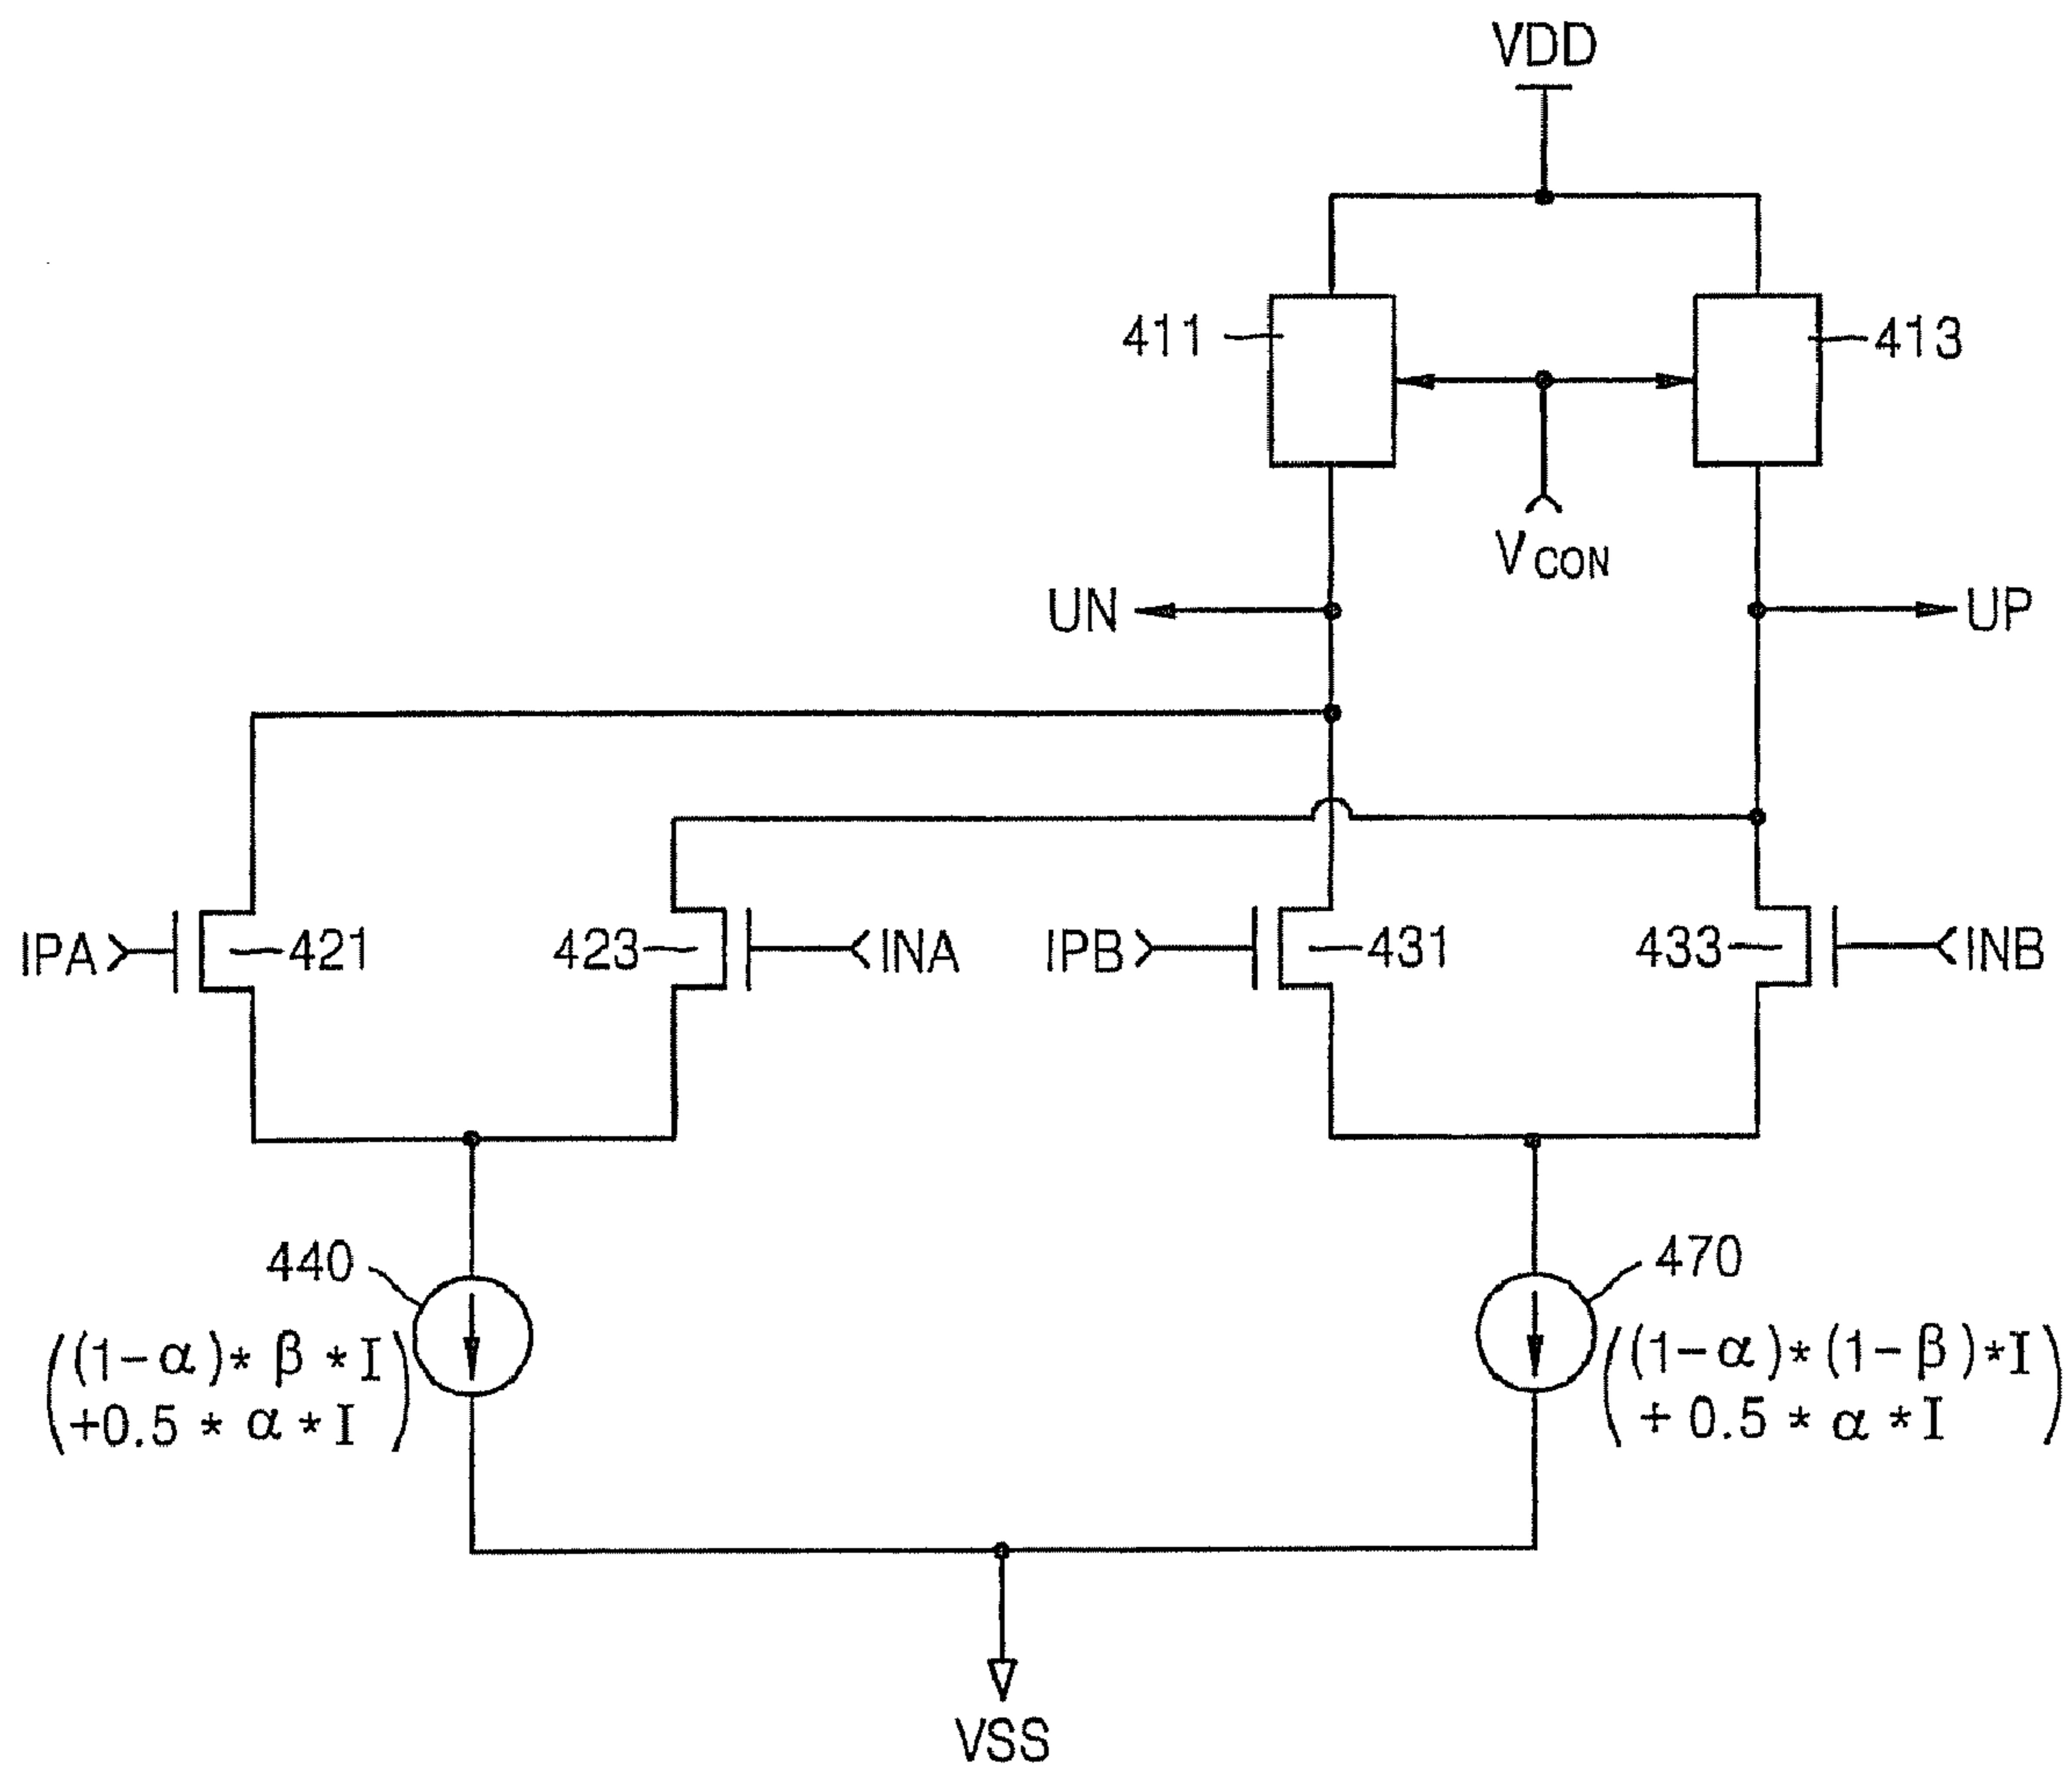 VDD
411
413
VCON
UN
UP
IPA
421
423
INA
IPB
431
433
INB
440
((1-α)* β *I
+0.5 * α *I)
470
((1-α)*(1-β)*I
+ 0.5 * α *I)
VSS